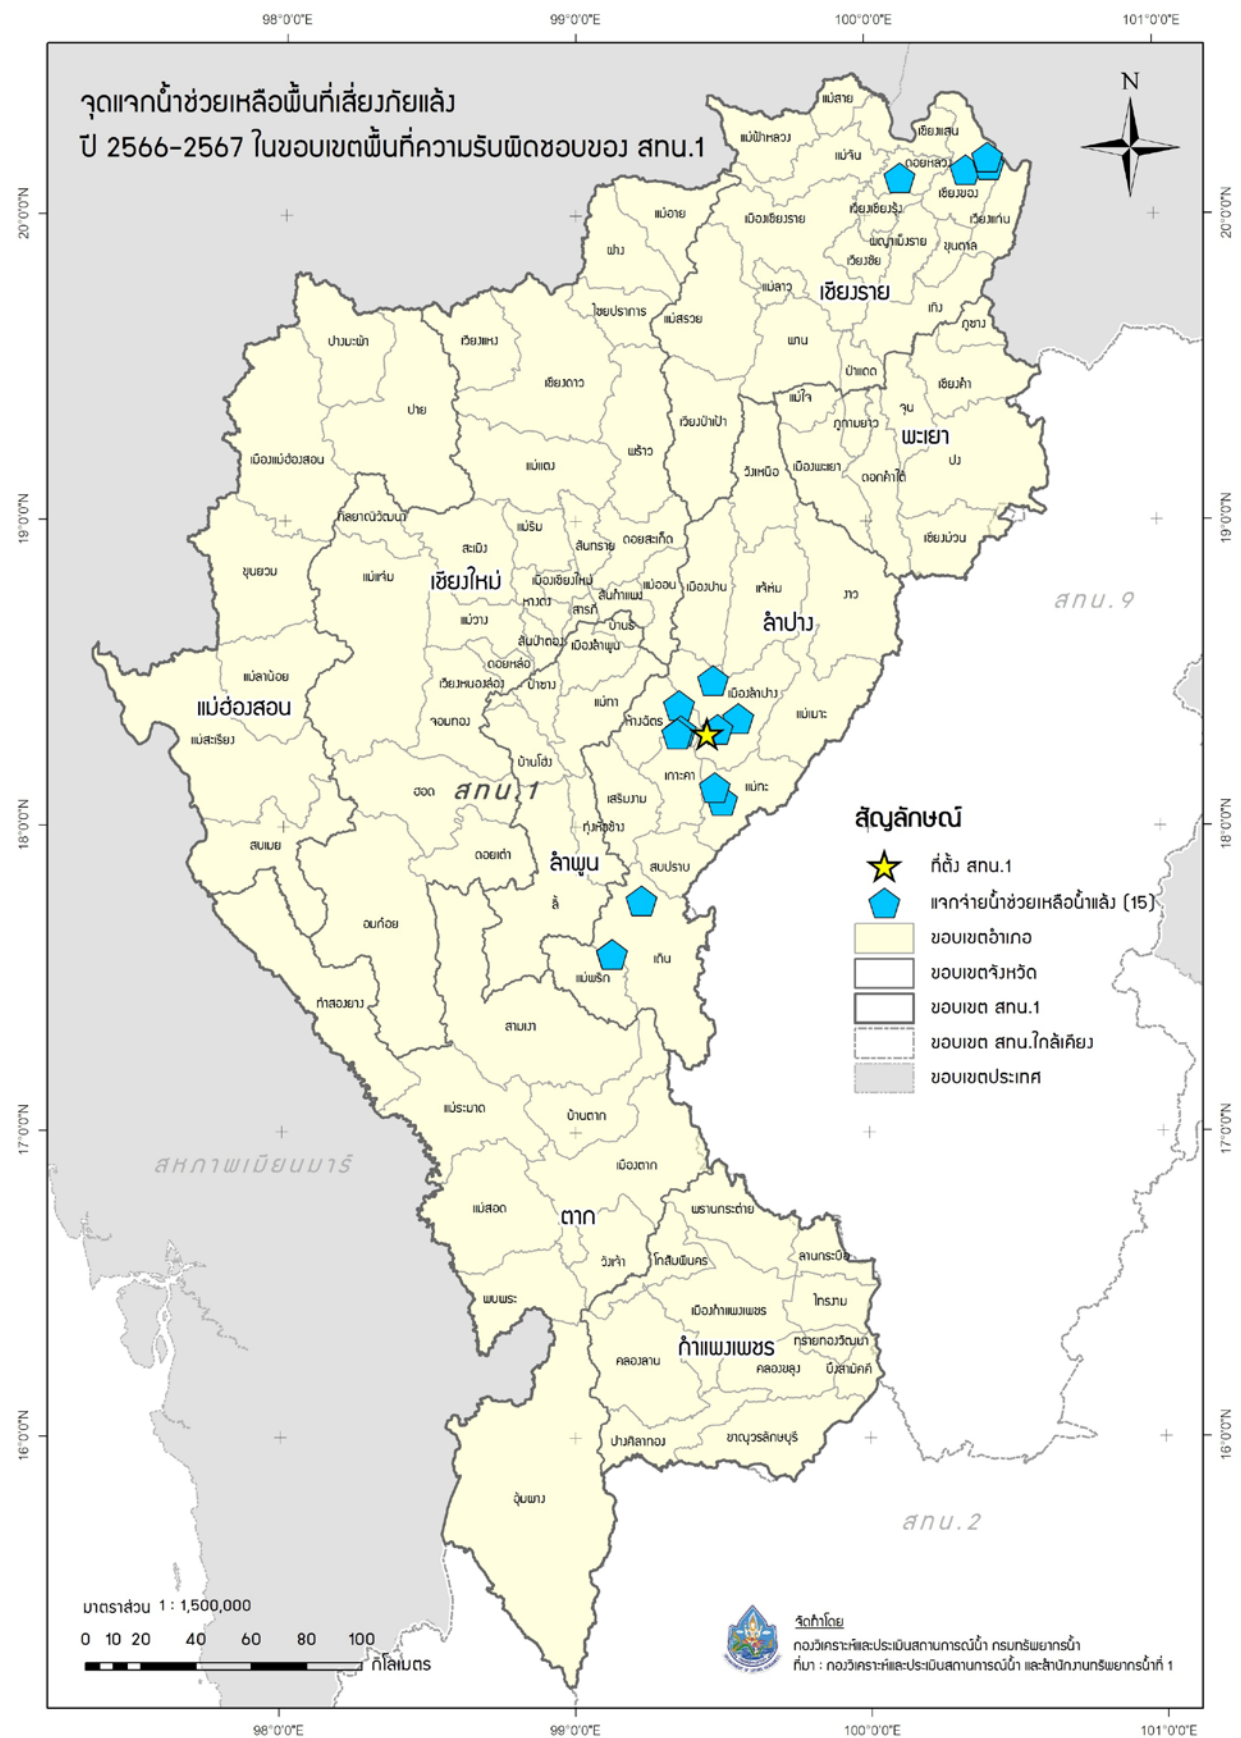 98°0'0"E 99°0'0"E 100°0'0"E 101°0'0"E
จุดแจกน้ำช่วยเหลือพื้นที่เสี่ยงภัยแล้ง
ปี 2566-2567 ในขอบเขตพื้นที่ความรับผิดชอบของ สทน.1
N
แม่สาย
เชียงแสน
แม่ฟ้าหลวง
แม่จัน
ดอยหลวง
เชียงของ
20°0'0"N
20°0'0"N
แม่อาย
เมืองเชียงราย
เวียงเชียงรุ้ง
เวียงแก่น
ฝาง
พญาเม็งราย
ขุนตาล
เวียงชัย
แม่ลาว
เชียงราย
ไชยปราการ
แม่สรวย
เทิง
ภูซาง
ปางมะผ้า
เวียงแหง
พาน
ป่าแดด
เชียงดาว
เชียงคำ
แม่ใจ
ปาย
เวียงป่าเป้า
ภูกามยาว
จุน
พะเยา
พร้าว
เมืองแม่ฮ่องสอน
แม่แตง
วังเหนือ
เมืองพะเยา
ดอกคำใต้
ปง
19°0'0"N
19°0'0"N
กัลยาณิวัฒนา
แม่ริม
สะเมิง
สันทราย
ดอยสะเก็ด
เชียงม่วน
ขุนยวม
แม่แจ่ม
เชียงใหม่
เมืองเชียงใหม่
แม่ออน
เมืองปาน
แจ้ห่ม
งาว
สันกำแพง
หางดง
สารภี
สทน.9
แม่วาง
บ้านธิ
ลำปาง
สันป่าตอง
เมืองลำพูน
ดอยหล่อ
แม่ลาน้อย
เวียงหนองล่อง
ป่าซาง
แม่ทา
เมืองลำปาง
แม่ฮ่องสอน
จอมทอง
ห้างฉัตร
แม่เมาะ
แม่สะเรียง
บ้านโฮ่ง
เกาะคา
แม่ทะ
ฮอด
สทน.1
เสริมงาม
18°0'0"N
18°0'0"N
ทุ่งหัวช้าง
สบเมย
ดอยเต่า
ลำพูน
สบปราบ
ลี้
อมก๋อย
เถิน
แม่พริก
ท่าสองยาง
สามเงา
สัญลักษณ์
ที่ตั้ง สทน.1
แจกจ่ายน้ำช่วยเหลือน้ำแล้ง (15)
ขอบเขตอำเภอ
ขอบเขตจังหวัด
ขอบเขต สทน.1
ขอบเขต สทน.ใกล้เคียง
ขอบเขตประเทศ
แม่ระมาด
บ้านตาก
17°0'0"N
17°0'0"N
สหภาพเมียนมาร์
เมืองตาก
แม่สอด
ตาก
พรานกระต่าย
วังเจ้า
โกสัมพีนคร
ลานกระบือ
พบพระ
เมืองกำแพงเพชร
ไทรงาม
กำแพงเพชร
ทรายทองวัฒนา
คลองลาน
คลองขลุง
บึงสามัคคี
16°0'0"N
16°0'0"N
ปางศิลาทอง
ขาณุวรลักษบุรี
อุ้มผาง
สทน.2
มาตราส่วน 1 : 1,500,000
0 10 20 40 60 80 100
กิโลเมตร
จัดทำโดย
กองวิเคราะห์และประเมินสถานการณ์น้ำ กรมทรัพยากรน้ำ
ที่มา : กองวิเคราะห์และประเมินสถานการณ์น้ำ และสำนักงานทรัพยากรน้ำที่ 1
98°0'0"E 99°0'0"E 100°0'0"E 101°0'0"E